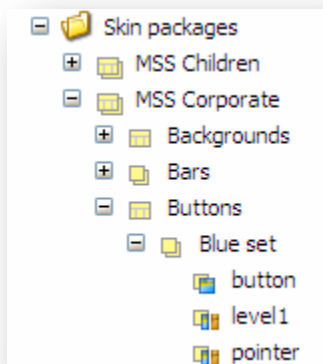 Skin packages
MSS Children
MSS Corporate
Backgrounds
Bars
Buttons
Blue set
button
level1
pointer